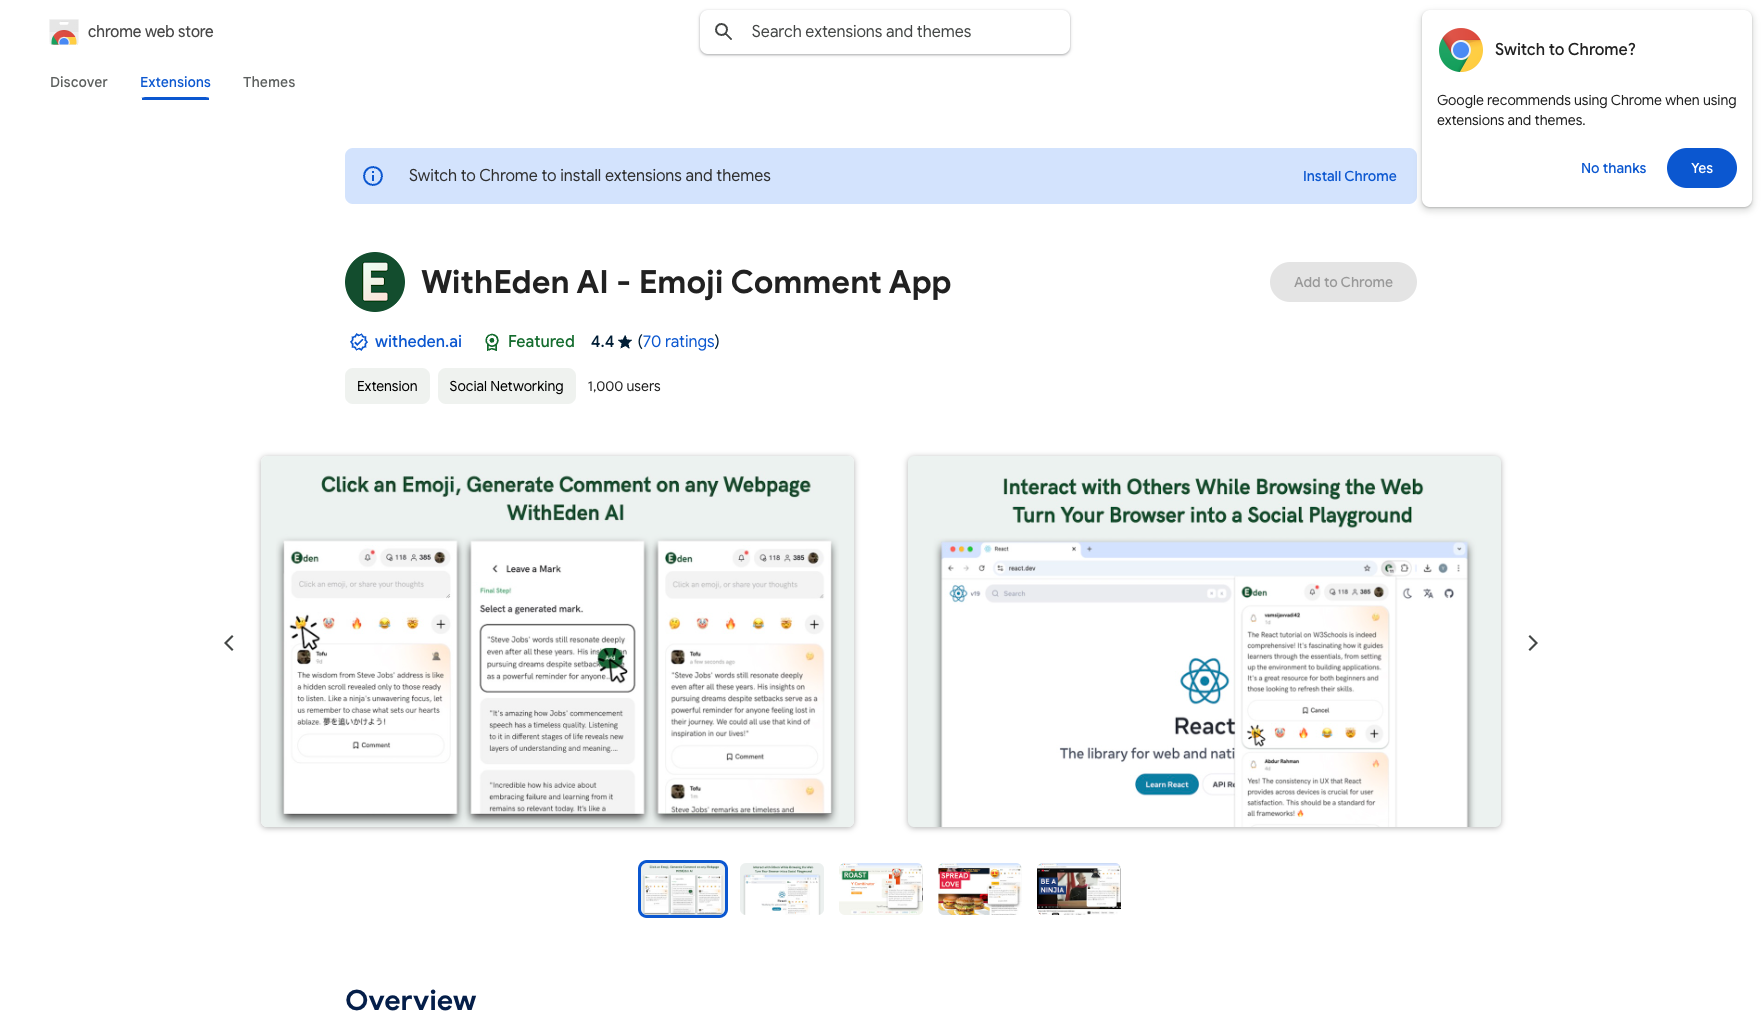 chrome web store
Search extensions and themes
Discover
Extensions
Themes
Switch to Chrome?
Google recommends using Chrome when using
extensions and themes.
No thanks
Yes
Switch to Chrome to install extensions and themes
Install Chrome
WithEden AI - Emoji Comment App
Add to Chrome
witheden.ai
Featured
4.4 ★ (70 ratings)
Extension
Social Networking
1,000 users
Click an Emoji, Generate Comment on any Webpage
WithEden AI
Eden
118
385
Click an emoji, or share your thoughts
Tofu
The wisdom from Steve Jobs' address is like
a hidden scroll revealed only to those ready
to listen. Like a ninja's unwavering focus, let
us remember to chase what sets our hearts
ablaze. 夢を追いかけよう!
Comment
Leave a Mark
Final Step!
Select a generated mark.
"Steve Jobs' words still resonate deeply
even after all these years. His
pursuing dreams despite setbacks
as a powerful reminder for anyone
"It's amazing how Jobs' commencement
speech has a timeless quality. Listening
to it in different stages of life reveals new
layers of understanding and meaning....
"Incredible how his advice about
embracing failure and learning from it
remains so relevant today. It's like a
Eden
118
385
Click an emoji, or share your thoughts
Tofu
a few seconds ago
"Steve Jobs' words still resonate deeply
even after all these years. His insights on
pursuing dreams despite setbacks serve as a
powerful reminder for anyone feeling lost in
their journey. We could all use that kind of
inspiration in our lives!"
Comment
Tofu
Steve Jobs' remarks are timeless and
Interact with Others While Browsing the Web
Turn Your Browser into a Social Playground
React
react.dev
v19
Search
Eden
118
385
The React tutorial on W3Schools is indeed
comprehensive! It's fascinating how it guides
learners through the essentials, from setting
up the environment to building applications.
It's a great resource for both beginners and
those looking to refresh their skills.
Cancel
React
The library for web and nati
Learn React
API Re
Abdur Rahman
Yes! The consistency in UX that React
provides across devices is crucial for user
satisfaction. This should be a standard for
all frameworks! 🔥
ROAST
SPREAD
LOVE
BE A
NINJIA
Overview